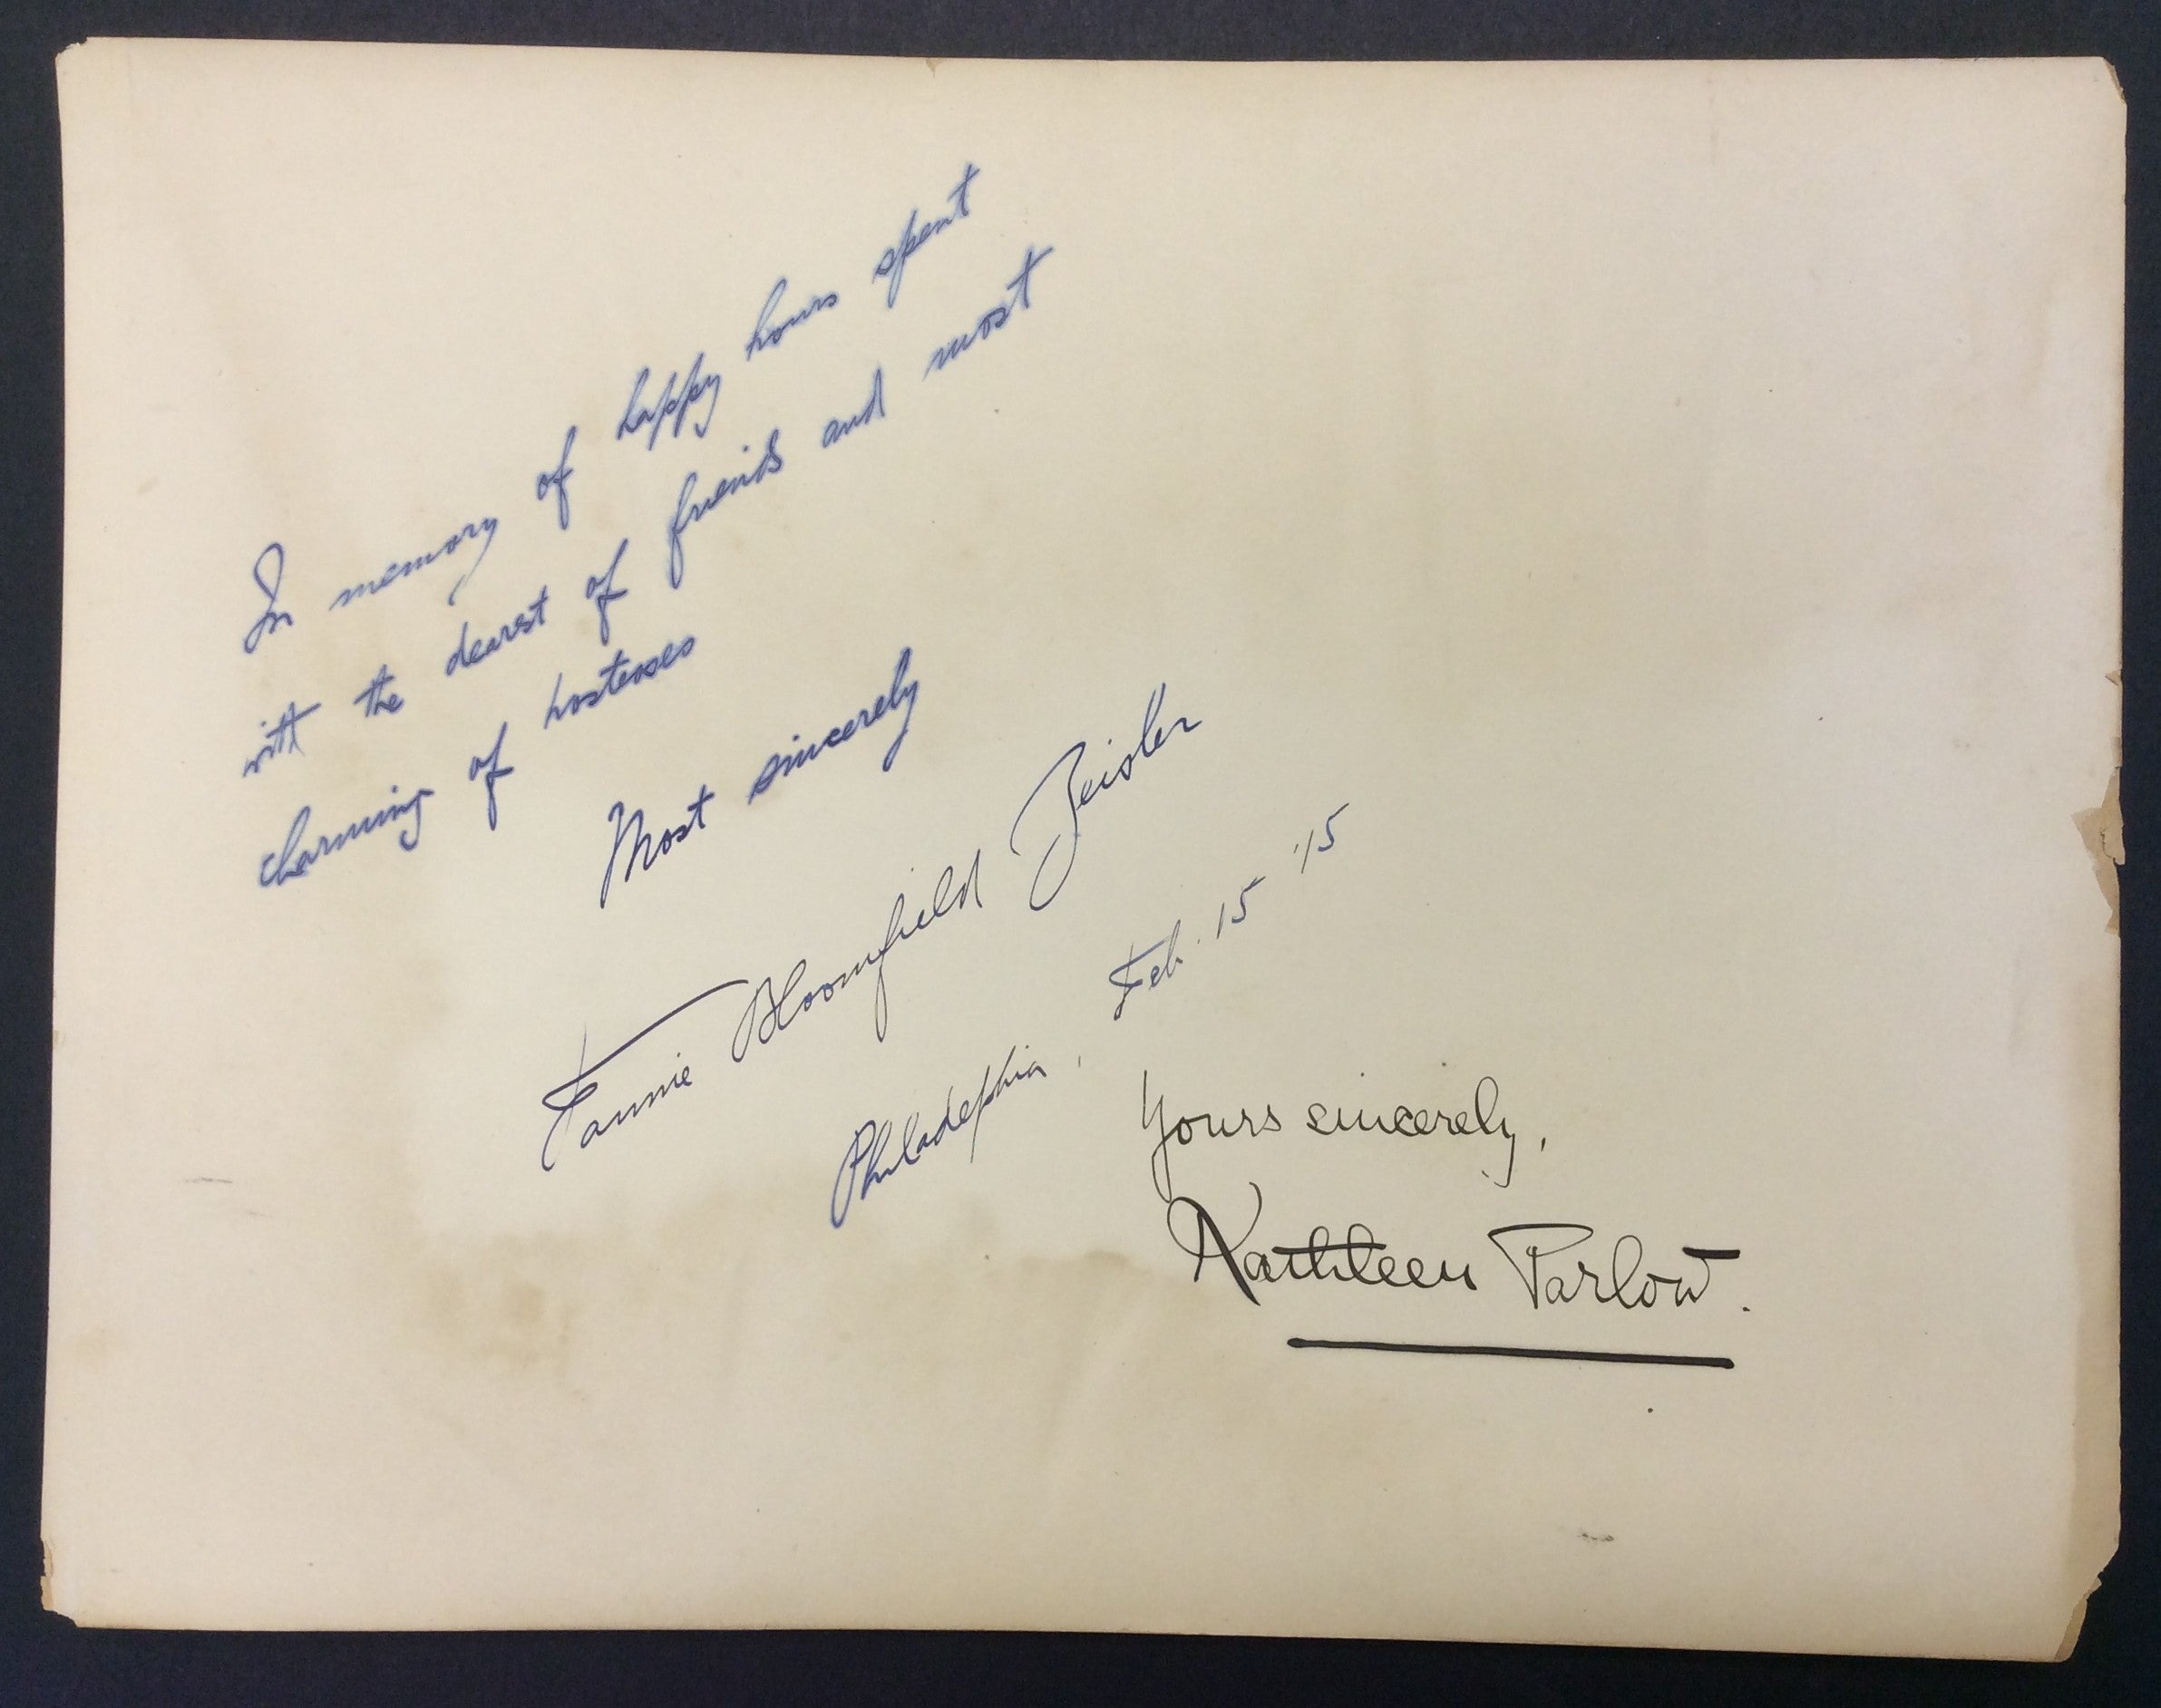 In memory of happy hours spent
with the dearest of friends and most
charming of hostesses
Most sincerely
Fannie Bloomfield Zeisler
Philadelphia, Feb. 15 '15
Yours sincerely,
Kathleen Parlow.